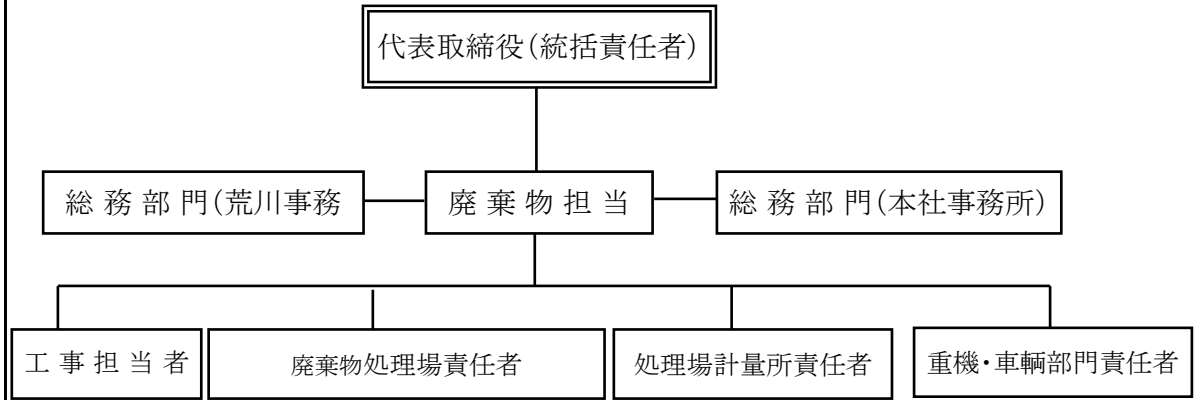 代表取締役(統括責任者)
総務部門(荒川事務
廃棄物担当
総務部門(本社事務所)
工事担当者
廃棄物処理場責任者
処理場計量所責任者
重機・車輌部門責任者